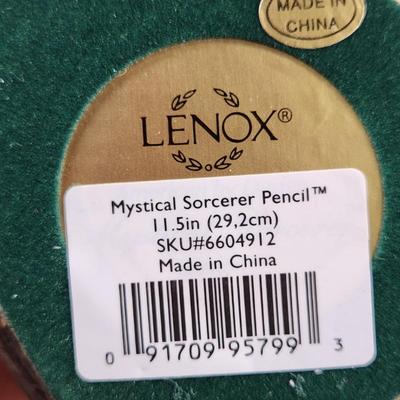 MADE IN
CHINA
LENOX®
Mystical Sorcerer Pencil™
11.5in (29,2cm)
SKU#6604912
Made in China
0 91709 95799 3